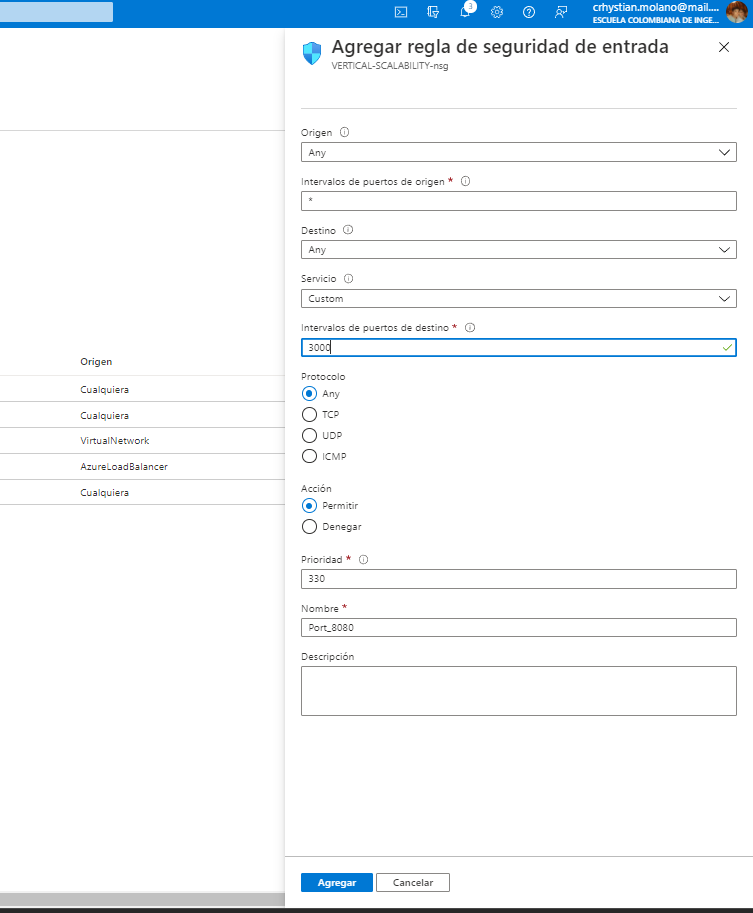 3
crhystian.molano@mail....
ESCUELA COLOMBIANA DE INGE...
Agregar regla de seguridad de entrada
VERTICAL-SCALABILITY-nsg
Origen
Any
Intervalos de puertos de origen *
*
Destino
Any
Servicio
Custom
Intervalos de puertos de destino *
3000
Protocolo
Any
TCP
UDP
ICMP
Acción
Permitir
Denegar
Prioridad *
330
Nombre *
Port_8080
Descripción
Agregar
Cancelar
Origen
Cualquiera
Cualquiera
VirtualNetwork
AzureLoadBalancer
Cualquiera